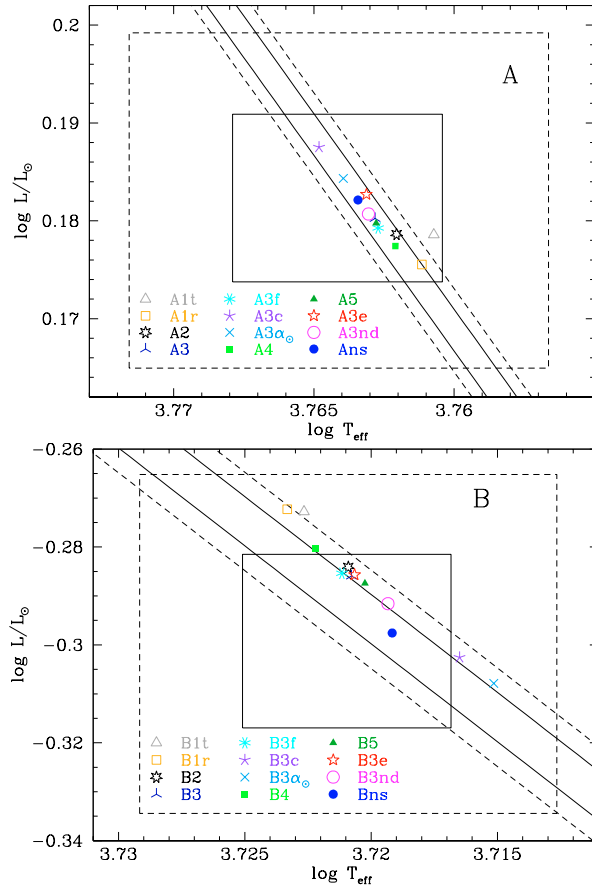 0.2
A
0.19
log L/L☉
0.18
A1t A3f A5
A1r A3c A3e
0.17
A2 A3α☉ A3nd
A3 A4 Ans
3.77 3.765 3.76
log Teff
−0.26
B
−0.28
log L/L☉
−0.3
−0.32
B1t B3f B5
B1r B3c B3e
B2 B3α☉ B3nd
B3 B4 Bns
−0.34
3.73 3.725 3.72 3.715
log Teff